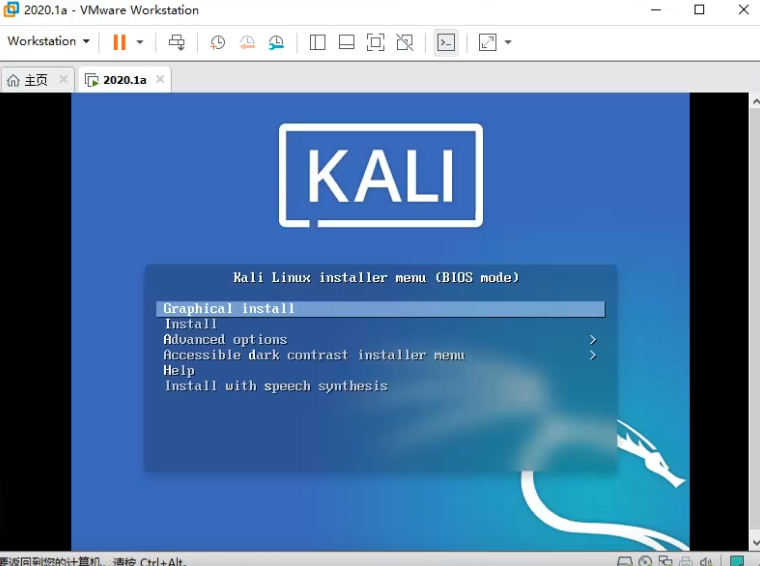 2020.1a - VMware Workstation
Workstation
主页
2020.1a
KALI
Kali Linux installer menu (BIOS mode)
Graphical install
Install
Advanced options >
Accessible dark contrast installer menu >
Help
Install with speech synthesis
要返回到您的计算机，请按 Ctrl+Alt。